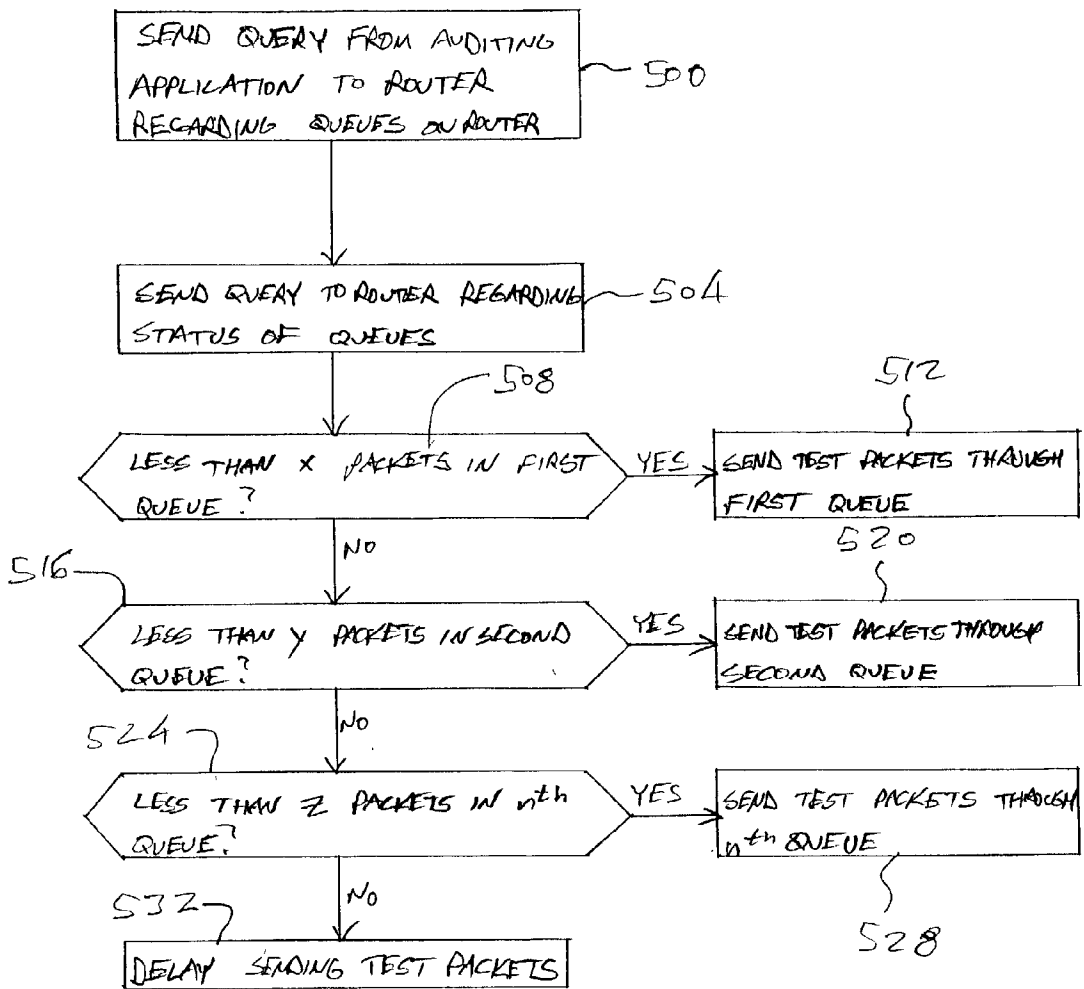 SEND QUERY FROM AUDITING
APPLICATION TO ROUTER
REGARDING QUEUES ON ROUTER
500
SEND QUERY TO ROUTER REGARDING
STATUS OF QUEUES
504
508
512
LESS THAN X PACKETS IN FIRST
QUEUE?
YES
SEND TEST PACKETS THROUGH
FIRST QUEUE
NO
516
520
LESS THAN Y PACKETS IN SECOND
QUEUE?
YES
SEND TEST PACKETS THROUGH
SECOND QUEUE
NO
524
LESS THAN Z PACKETS IN nth
QUEUE?
YES
SEND TEST PACKETS THROUGH
nth QUEUE
NO
532
528
DELAY SENDING TEST PACKETS